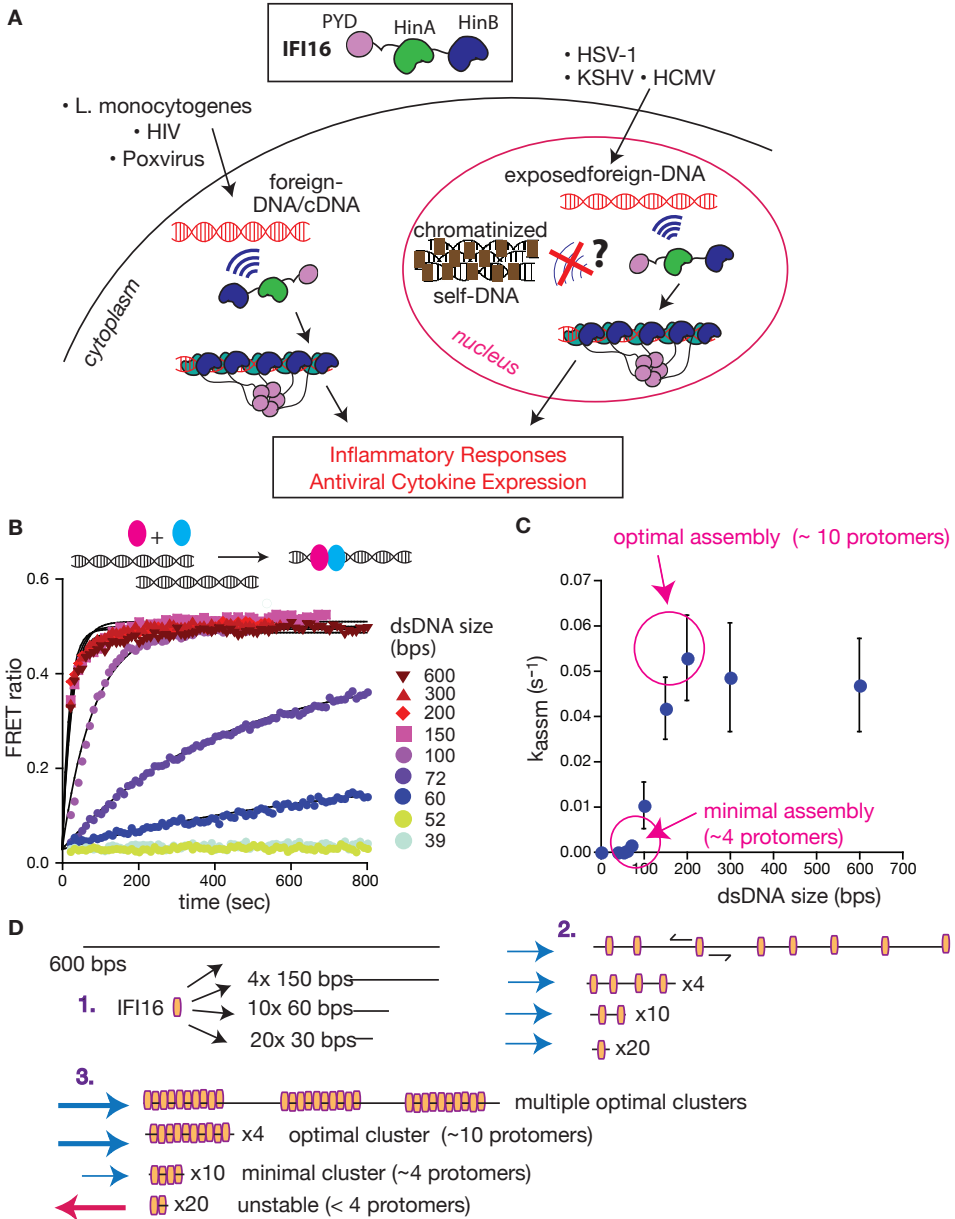 A
PYD
HinA
HinB
IFI16
• HSV-1
• KSHV • HCMV
• L. monocytogenes
• HIV
• Poxvirus
foreign-
DNA/cDNA
exposedforeign-DNA
chromatinized
?
self-DNA
cytoplasm
nucleus
Inflammatory Responses
Antiviral Cytokine Expression
B
+
0.6
0.4
0.2
0.0
FRET ratio
0 200 400 600 800
time (sec)
dsDNA size
(bps)
600
300
200
150
100
72
60
52
39
C
optimal assembly (~ 10 protomers)
0.07
0.06
0.05
0.04
0.02
0.01
0.00
kassm (s⁻¹)
minimal assembly
(~4 protomers)
0 100 200 300 400 500 600 700
dsDNA size (bps)
D
600 bps
1. IFI16
4x 150 bps
10x 60 bps
20x 30 bps
2.
x4
x10
x20
3.
multiple optimal clusters
x4 optimal cluster (~10 protomers)
x10 minimal cluster (~4 protomers)
x20 unstable (< 4 protomers)